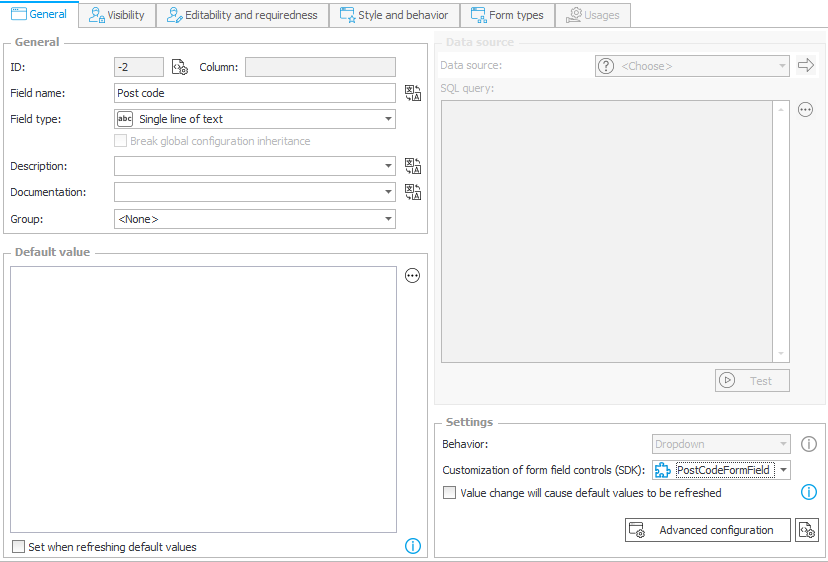 General Visibility Editability and requiredness Style and behavior Form types Usages
General
ID: -2 Column:
Field name: Post code
Field type: abc Single line of text
Break global configuration inheritance
Description:
Documentation:
Group: <None>
Default value
Set when refreshing default values
Data source
Data source: <Choose>
SQL query:
Test
Settings
Behavior: Dropdown
Customization of form field controls (SDK): PostCodeFormField
Value change will cause default values to be refreshed
Advanced configuration